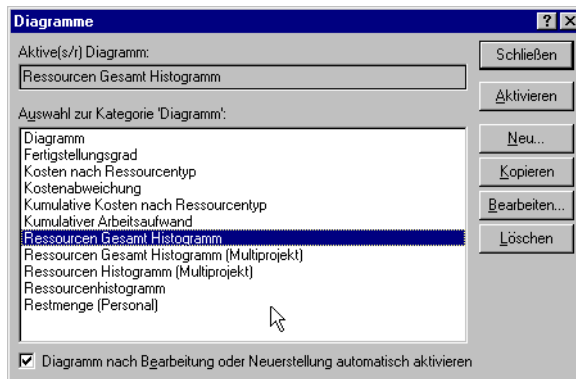 Diagramme
Aktive(s/r) Diagramm:
Ressourcen Gesamt Histogramm
Auswahl zur Kategorie 'Diagramm':
Diagramm
Fertigstellungsgrad
Kosten nach Ressourcentyp
Kostenabweichung
Kumulative Kosten nach Ressourcentyp
Kumulativer Arbeitsaufwand
Ressourcen Gesamt Histogramm
Ressourcen Gesamt Histogramm (Multiprojekt)
Ressourcen Histogramm (Multiprojekt)
Ressourcenhistogramm
Restmenge (Personal)
Diagramm nach Bearbeitung oder Neuerstellung automatisch aktivieren
Schließen
Aktivieren
Neu...
Kopieren
Bearbeiten...
Löschen